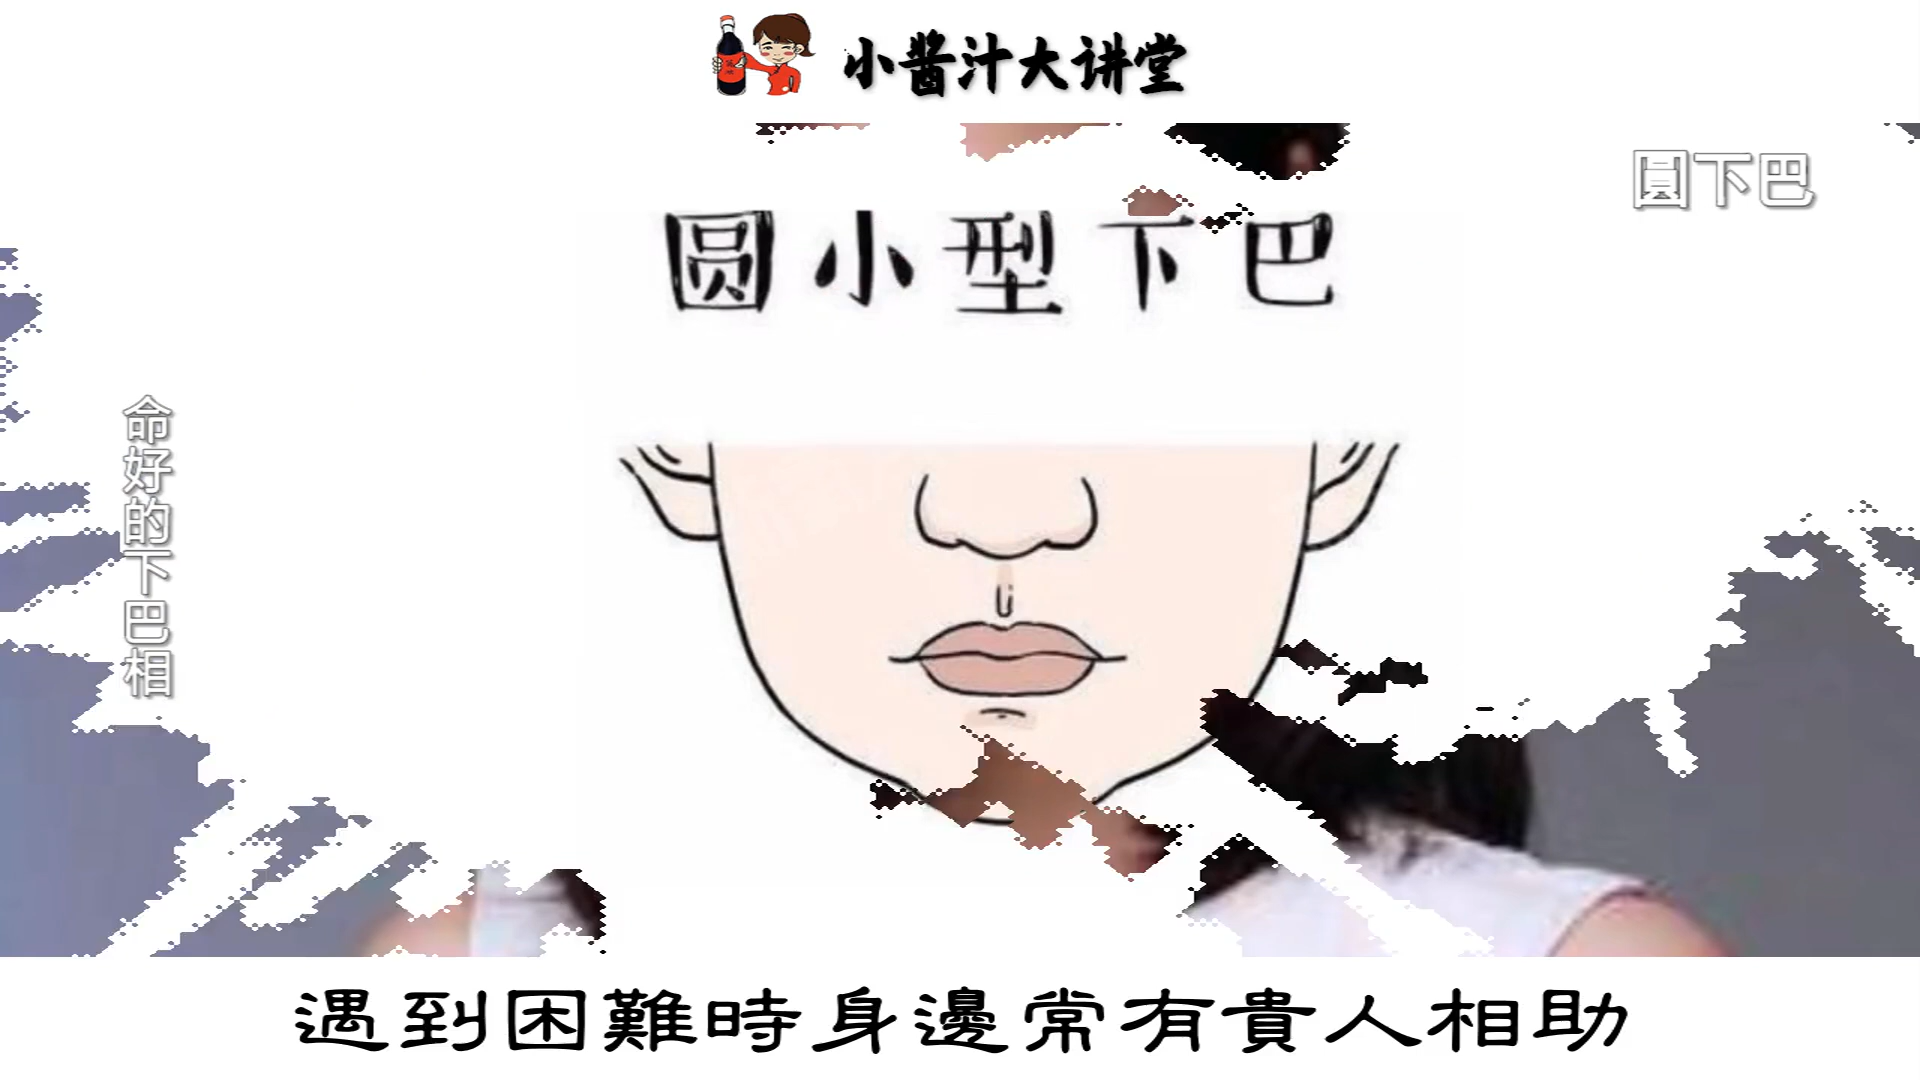 小酱汁大讲堂
圓下巴
圆小型下巴
命好的下巴相
遇到困難時身邊常有貴人相助